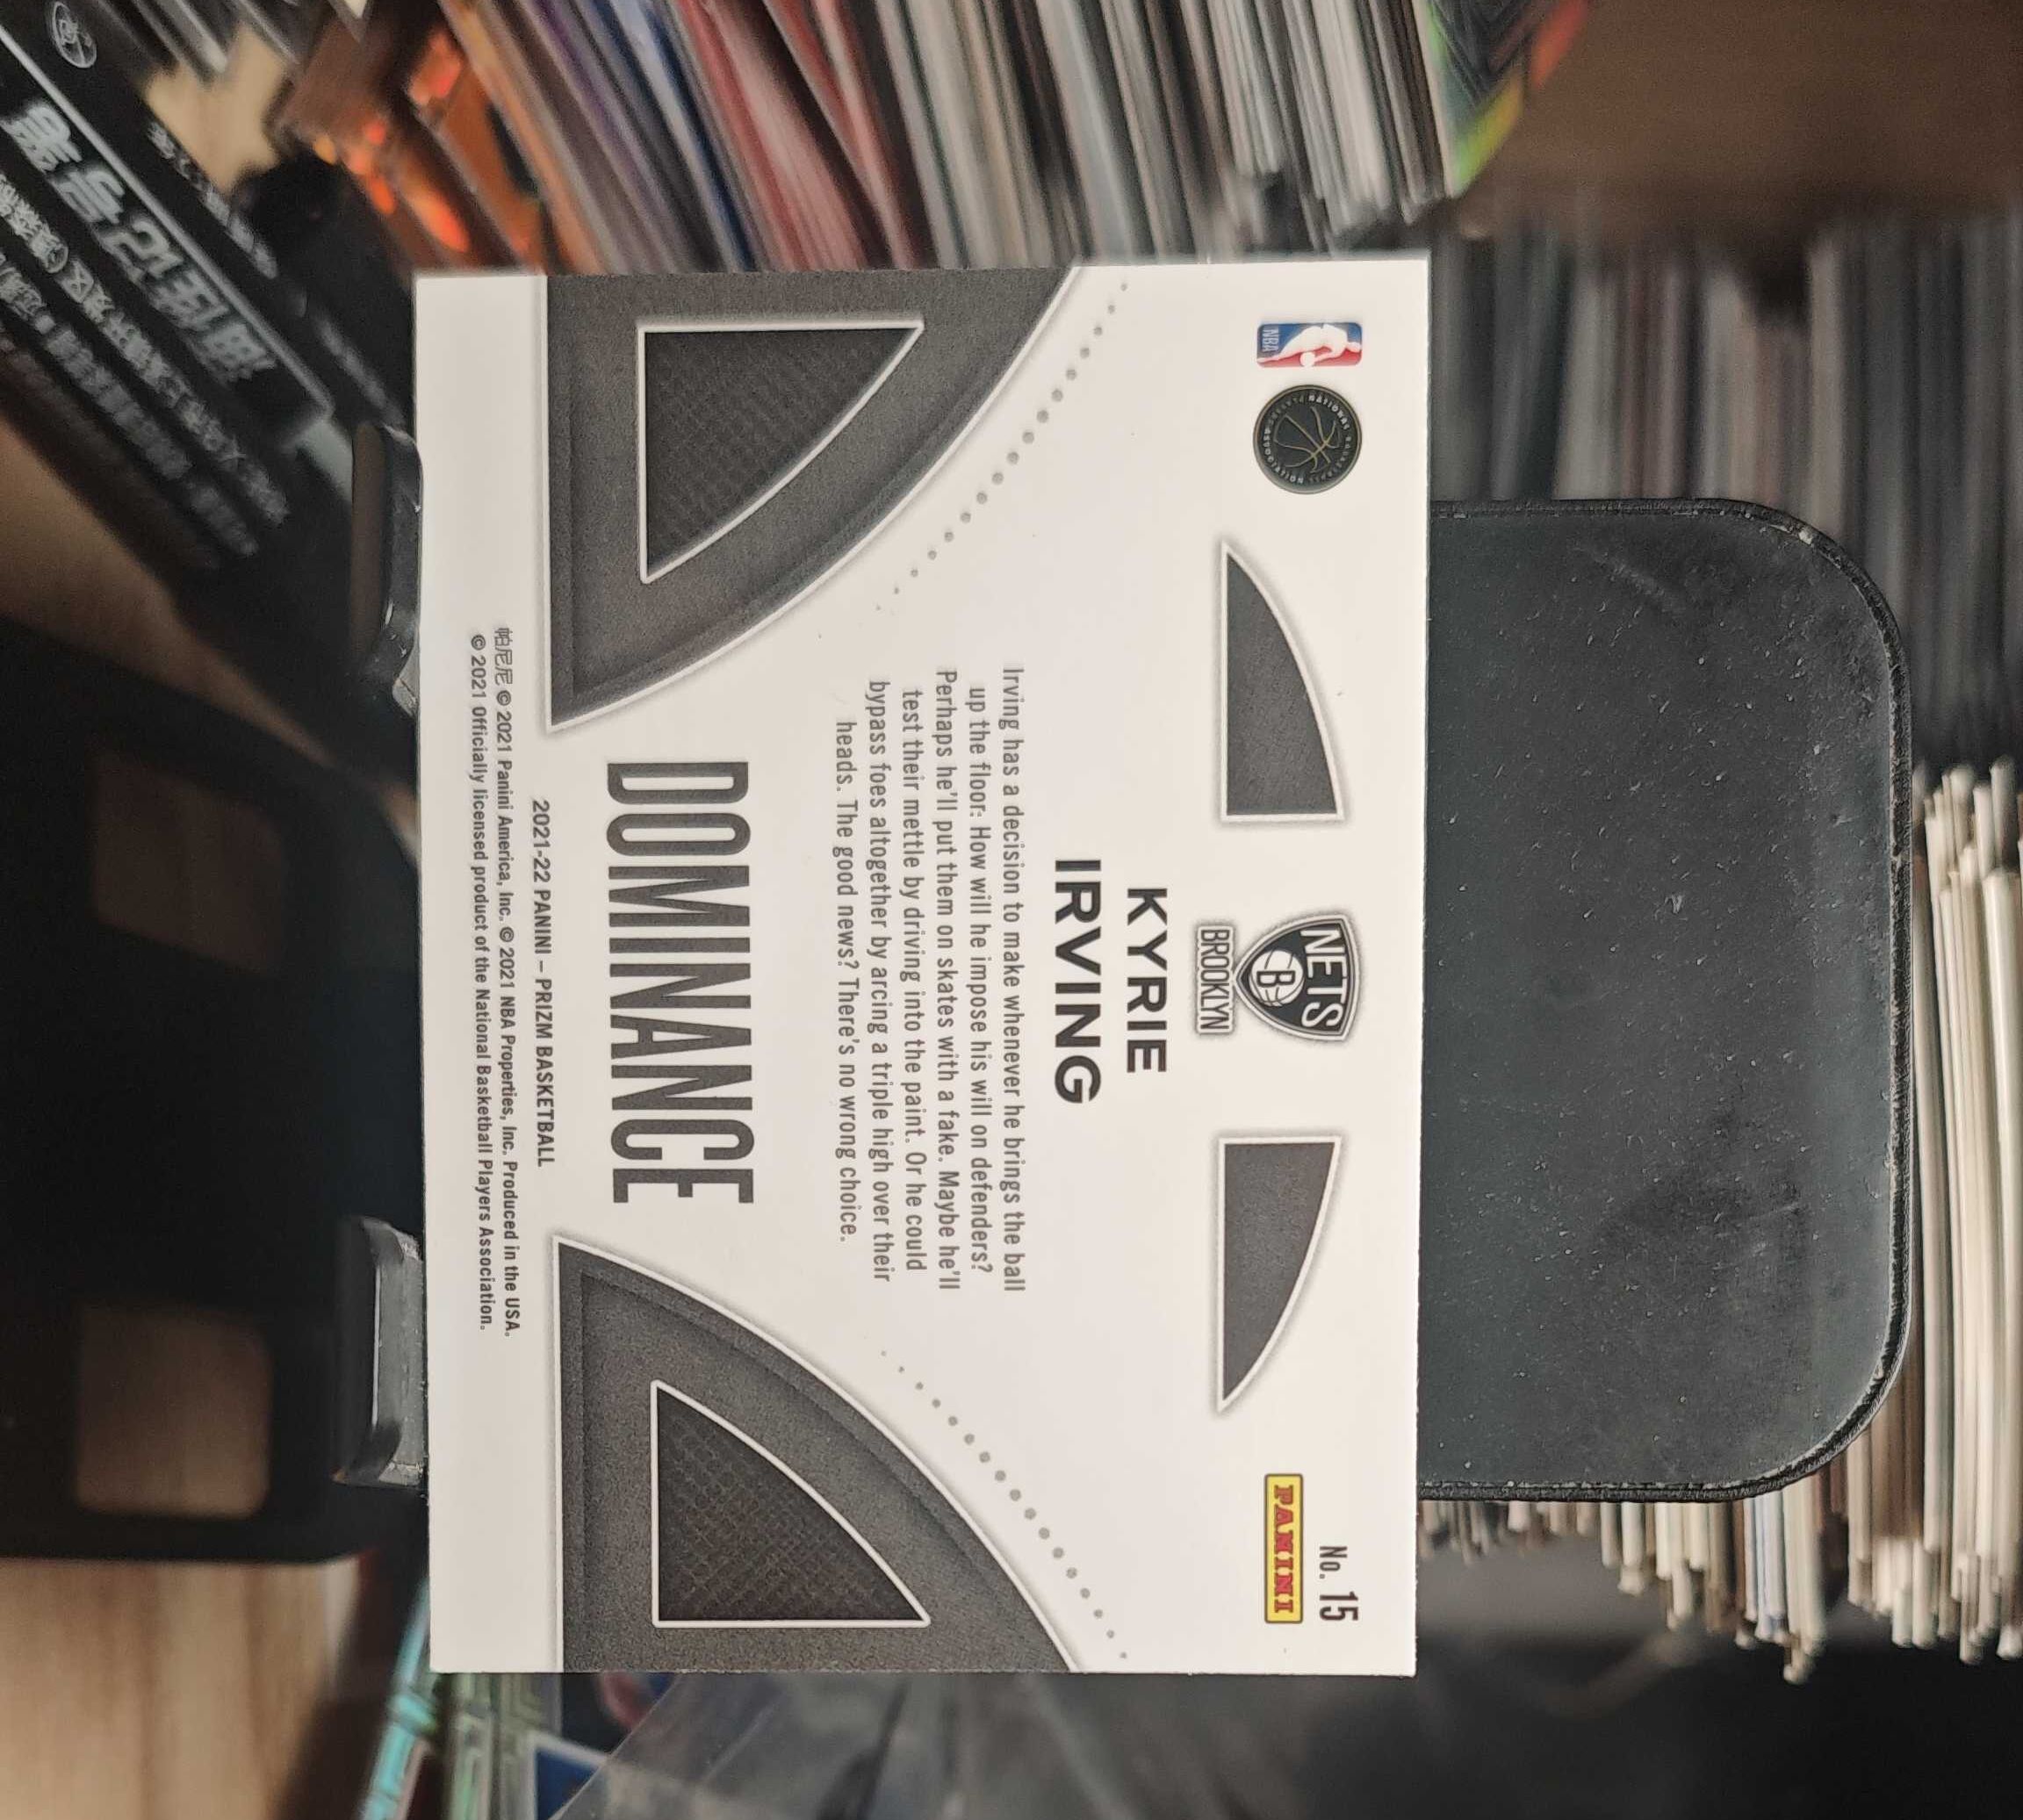 No. 15
PANINI
NBA
NETS
B
BROOKLYN
KYRIE
IRVING
Irving has a decision to make whenever he brings the ball
up the floor: How will he impose his will on defenders?
Perhaps he'll put them on skates with a fake. Maybe he'll
test their mettle by driving into the paint. Or he could
bypass foes altogether by arcing a triple high over their
heads. The good news? There's no wrong choice.
DOMINANCE
2021-22 PANINI – PRIZM BASKETBALL
帕尼尼 © 2021 Panini America, Inc. © 2021 NBA Properties, Inc. Produced in the USA.
© 2021 Officially licensed product of the National Basketball Players Association.